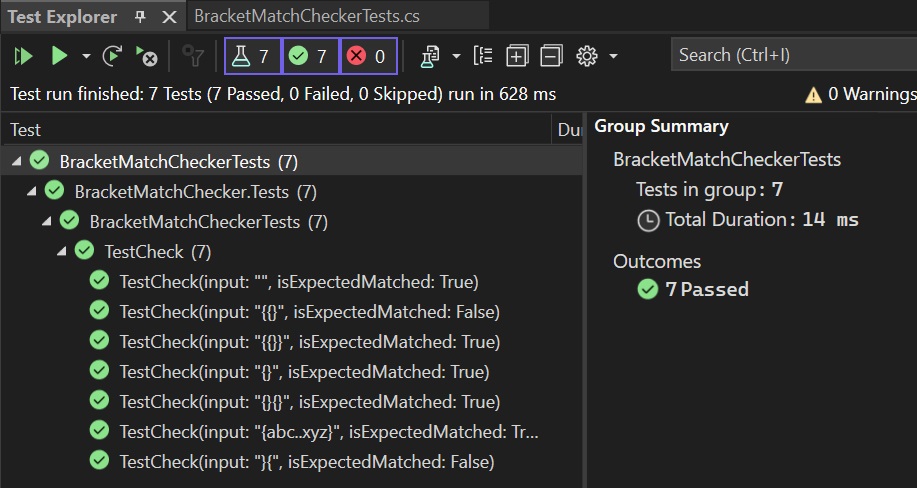 Test Explorer
BracketMatchCheckerTests.cs
7 7 0
Search (Ctrl+I)
Test run finished: 7 Tests (7 Passed, 0 Failed, 0 Skipped) run in 628 ms
0 Warnings
Test
Du
Group Summary
BracketMatchCheckerTests (7)
BracketMatchChecker.Tests (7)
BracketMatchCheckerTests (7)
TestCheck (7)
TestCheck(input: "", isExpectedMatched: True)
TestCheck(input: "{{}", isExpectedMatched: False)
TestCheck(input: "{{}}", isExpectedMatched: True)
TestCheck(input: "{}", isExpectedMatched: True)
TestCheck(input: "{}{}", isExpectedMatched: True)
TestCheck(input: "{abc..xyz}", isExpectedMatched: Tr...
TestCheck(input: "}{", isExpectedMatched: False)
BracketMatchCheckerTests
Tests in group: 7
Total Duration: 14 ms
Outcomes
7 Passed